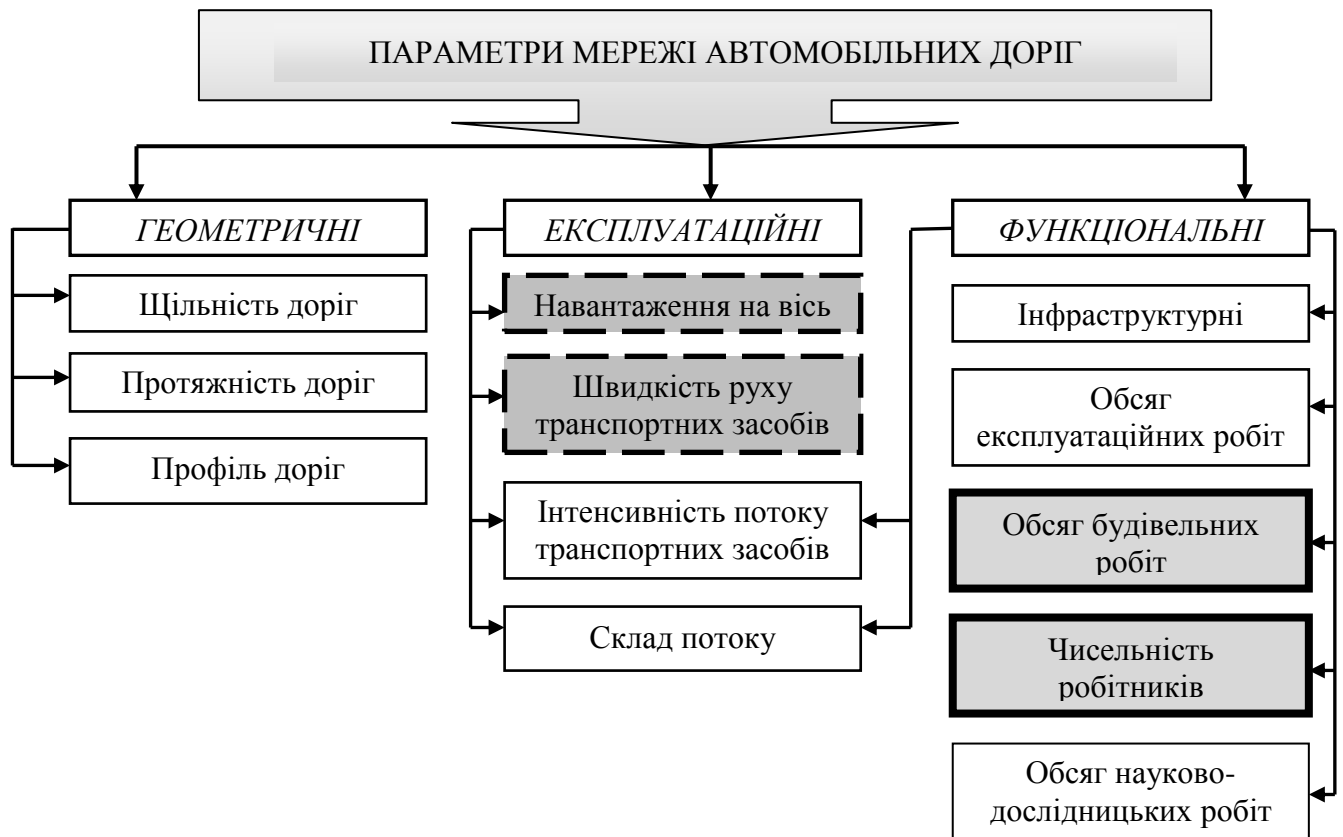 ПАРАМЕТРИ МЕРЕЖІ АВТОМОБІЛЬНИХ ДОРІГ
ГЕОМЕТРИЧНІ
Щільність доріг
Протяжність доріг
Профіль доріг
ЕКСПЛУАТАЦІЙНІ
Навантаження на вісь
Швидкість руху
транспортних засобів
Інтенсивність потоку
транспортних засобів
Склад потоку
ФУНКЦІОНАЛЬНІ
Інфраструктурні
Обсяг
експлуатаційних робіт
Обсяг будівельних
робіт
Чисельність
робітників
Обсяг науково-
дослідницьких робіт